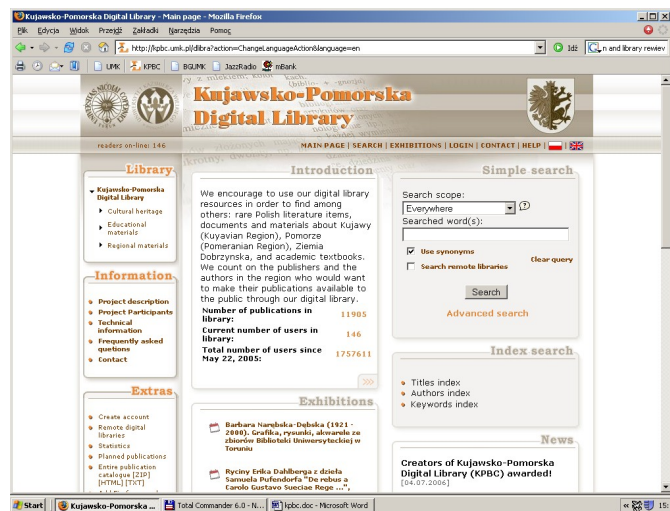 Kujawsko-Pomorska Digital Library - Main page - Mozilla Firefox
Plik Edycja Widok Przejdź Zakładki Narzędzia Pomoc
http://kpbc.umk.pl/dlibra?action=ChangeLanguageAction&language=en
Idź
n and library rewiev
UMK KPBC BGUMK JazzRadio mBank
Kujawsko-Pomorska
Digital Library
readers on-line: 146
MAIN PAGE | SEARCH | EXHIBITIONS | LOGIN | CONTACT | HELP |
Library
Kujawsko-Pomorska
Digital Library
Cultural heritage
Educational
materials
Regional materials
Information
Project description
Project Participants
Technical
information
Frequently asked
quetions
Contact
Extras
Create account
Remote digital
libraries
Statistics
Planned publications
Entire publication
catalogue [ZIP]
[HTML] [TXT]
Introduction
We encourage to use our digital library
resources in order to find among
others: rare Polish literature items,
documents and materials about Kujawy
(Kuyavian Region), Pomorze
(Pomeranian Region), Ziemia
Dobrzynska, and academic textbooks.
We count on the publishers and the
authors in the region who would want
to make their publications available to
the public through our digital library.
Number of publications in
library: 11905
Current number of users in
library: 146
Total number of users since
May 22, 2005: 1757611
Exhibitions
Barbara Narębska-Dębska (1921 -
2000). Grafika, rysunki, akwarele ze
zbiorów Biblioteki Uniwersyteckiej w
Toruniu
Ryciny Erika Dahlberga z dzieła
Samuela Pufendorfa "De rebus a
Carolo Gustavo Sueciae Rege ...",
Simple search
Search scope:
Everywhere
Searched word(s):
Use synonyms
Search remote libraries
Clear query
Search
Advanced search
Index search
Titles index
Authors index
Keywords index
News
Creators of Kujawsko-Pomorska
Digital Library (KPBC) awarded!
[04.07.2006]
Start Kujawsko-Pomorska ... Total Commander 6.0 - N... kpbc.doc - Microsoft Word 15: